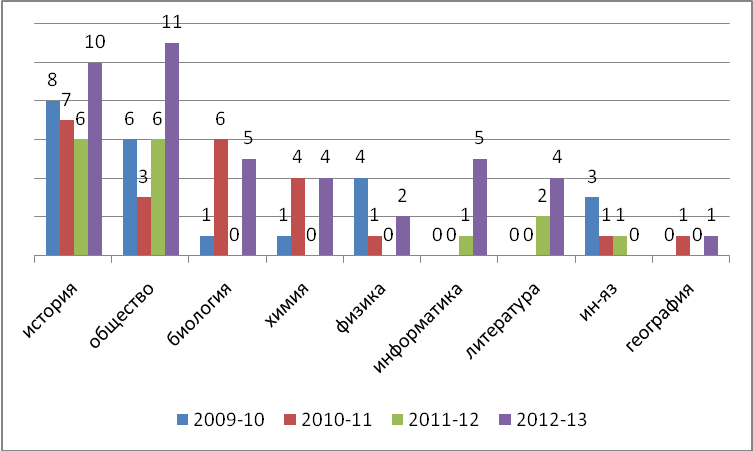 8 7 6 10
6 3 6 11
1 6 0 5
1 4 0 4
4 1 0 2
0 0 1 5
0 0 2 4
3 1 1 0
0 1 0 1
история
общество
биология
химия
физика
информатика
литература
ин-яз
география
2009-10 2010-11 2011-12 2012-13